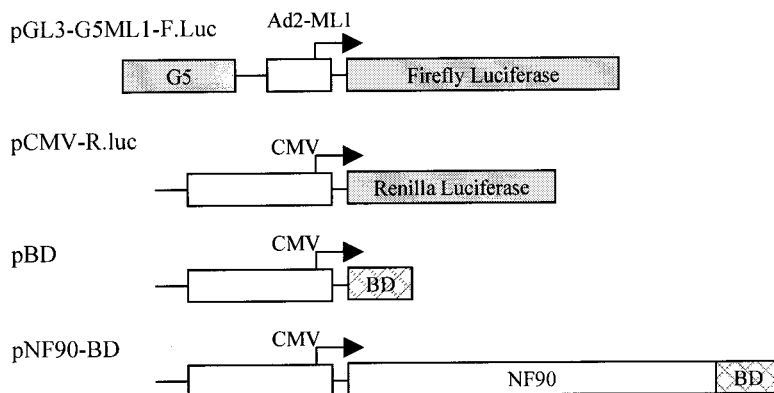 pGL3-G5ML1-F.Luc
Ad2-ML1
G5
Firefly Luciferase
pCMV-R.luc
CMV
Renilla Luciferase
pBD
CMV
BD
pNF90-BD
CMV
NF90
BD